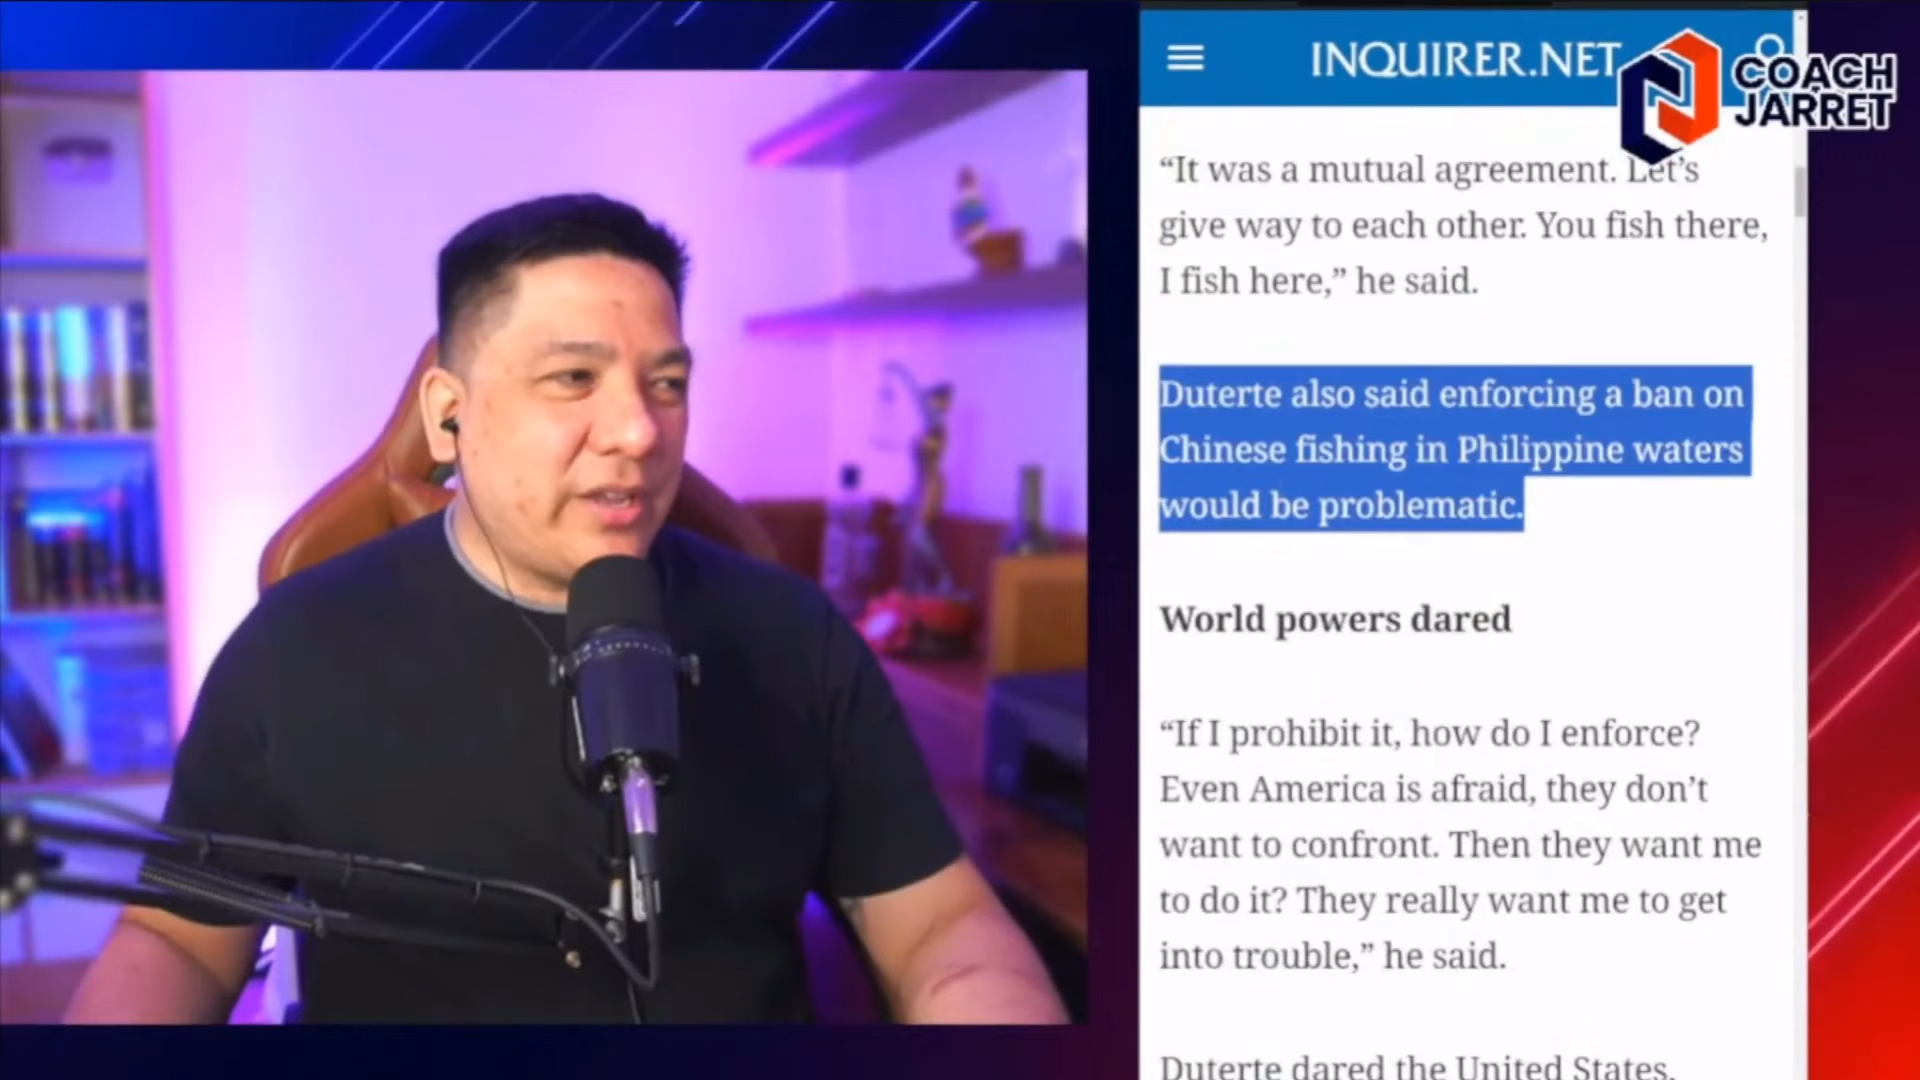 INQUIRER.NET
COACH
JARRET
“It was a mutual agreement. Let’s
give way to each other. You fish there,
I fish here,” he said.
Duterte also said enforcing a ban on
Chinese fishing in Philippine waters
would be problematic.
World powers dared
“If I prohibit it, how do I enforce?
Even America is afraid, they don’t
want to confront. Then they want me
to do it? They really want me to get
into trouble,” he said.
Duterte dared the United States,